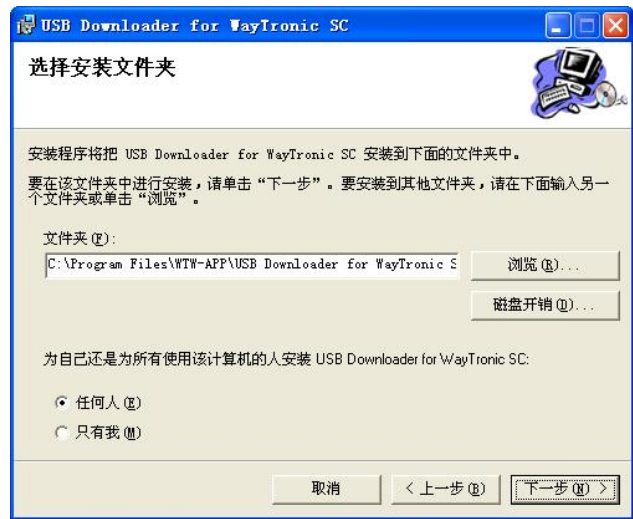 USB Downloader for WayTronic SC
选择安装文件夹
安装程序将把 USB Downloader for WayTronic SC 安装到下面的文件夹中。
要在该文件夹中进行安装，请单击“下一步”。要安装到其他文件夹，请在下面输入另一
个文件夹或单击“浏览”。
文件夹(F):
C:\Program Files\WTW-APP\USB Downloader for WayTronic S
浏览(R)...
磁盘开销(D)...
为自己还是为所有使用该计算机的人安装 USB Downloader for WayTronic SC:
任何人(E)
只有我(M)
取消
< 上一步(B)
下一步(N) >